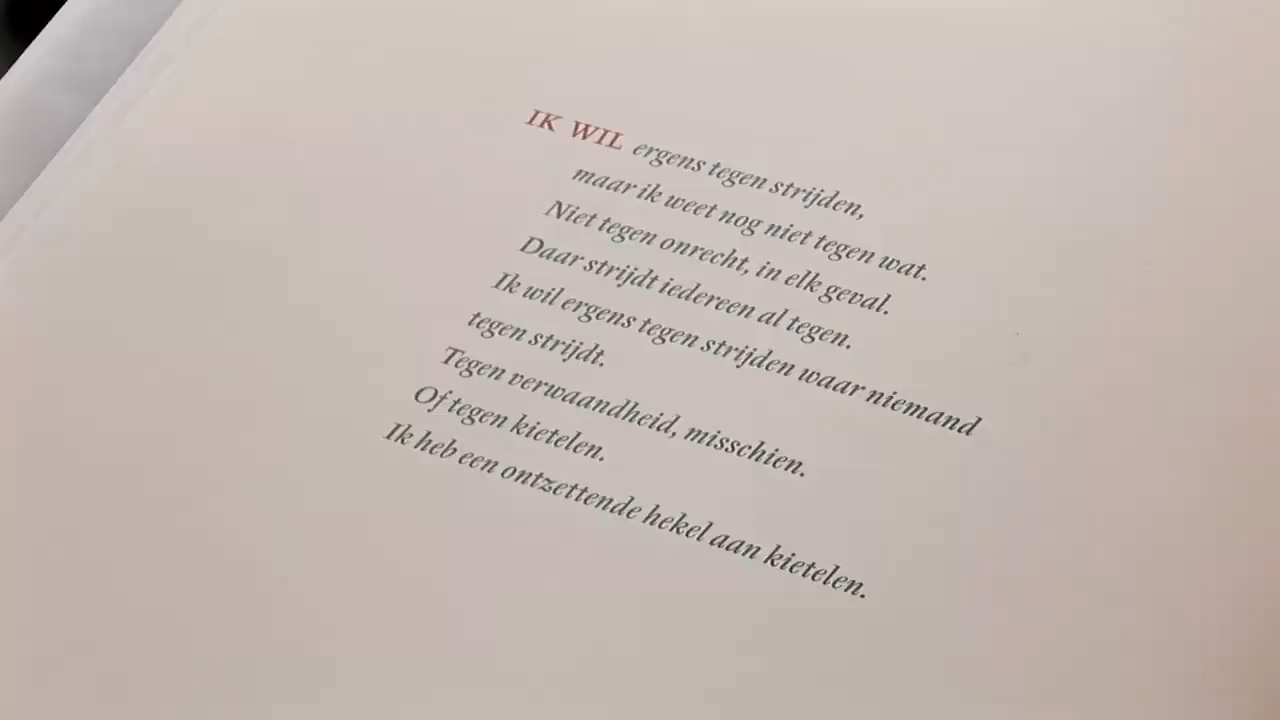 IK WIL ergens tegen strijden,
maar ik weet nog niet tegen wat.
Niet tegen onrecht, in elk geval.
Daar strijdt iedereen al tegen.
Ik wil ergens tegen strijden waar niemand
tegen strijdt.
Tegen verwaandheid, misschien.
Of tegen kietelen.
Ik heb een ontzettende hekel aan kietelen.